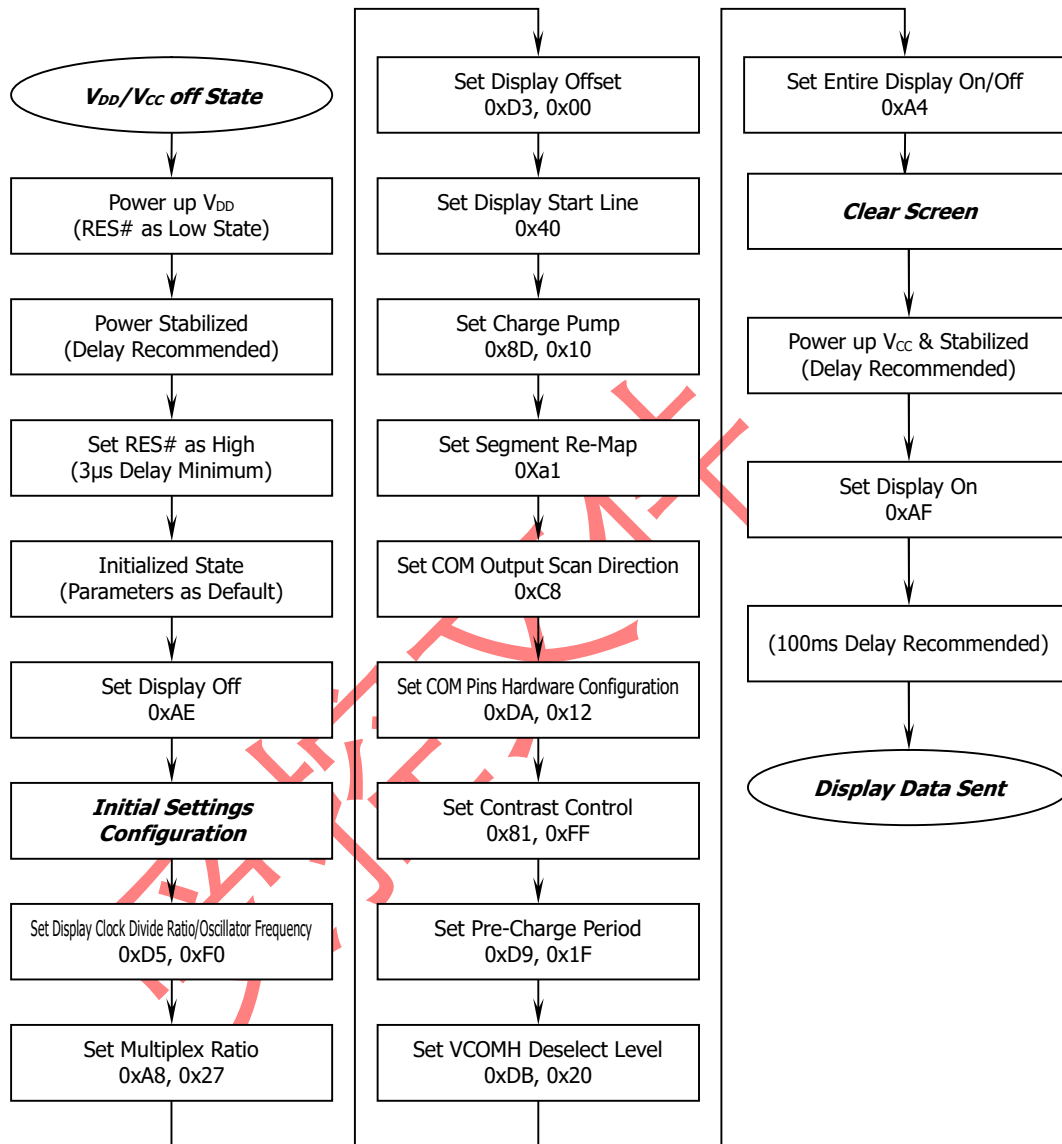 V_DD/V_CC off State
Power up V_DD
(RES# as Low State)
Power Stabilized
(Delay Recommended)
Set RES# as High
(3µs Delay Minimum)
Initialized State
(Parameters as Default)
Set Display Off
0xAE
Initial Settings
Configuration
Set Display Clock Divide Ratio/Oscillator Frequency
0xD5, 0xF0
Set Multiplex Ratio
0xA8, 0x27
Set Display Offset
0xD3, 0x00
Set Display Start Line
0x40
Set Charge Pump
0x8D, 0x10
Set Segment Re-Map
0Xa1
Set COM Output Scan Direction
0xC8
Set COM Pins Hardware Configuration
0xDA, 0x12
Set Contrast Control
0x81, 0xFF
Set Pre-Charge Period
0xD9, 0x1F
Set VCOMH Deselect Level
0xDB, 0x20
Set Entire Display On/Off
0xA4
Clear Screen
Power up V_CC & Stabilized
(Delay Recommended)
Set Display On
0xAF
(100ms Delay Recommended)
Display Data Sent